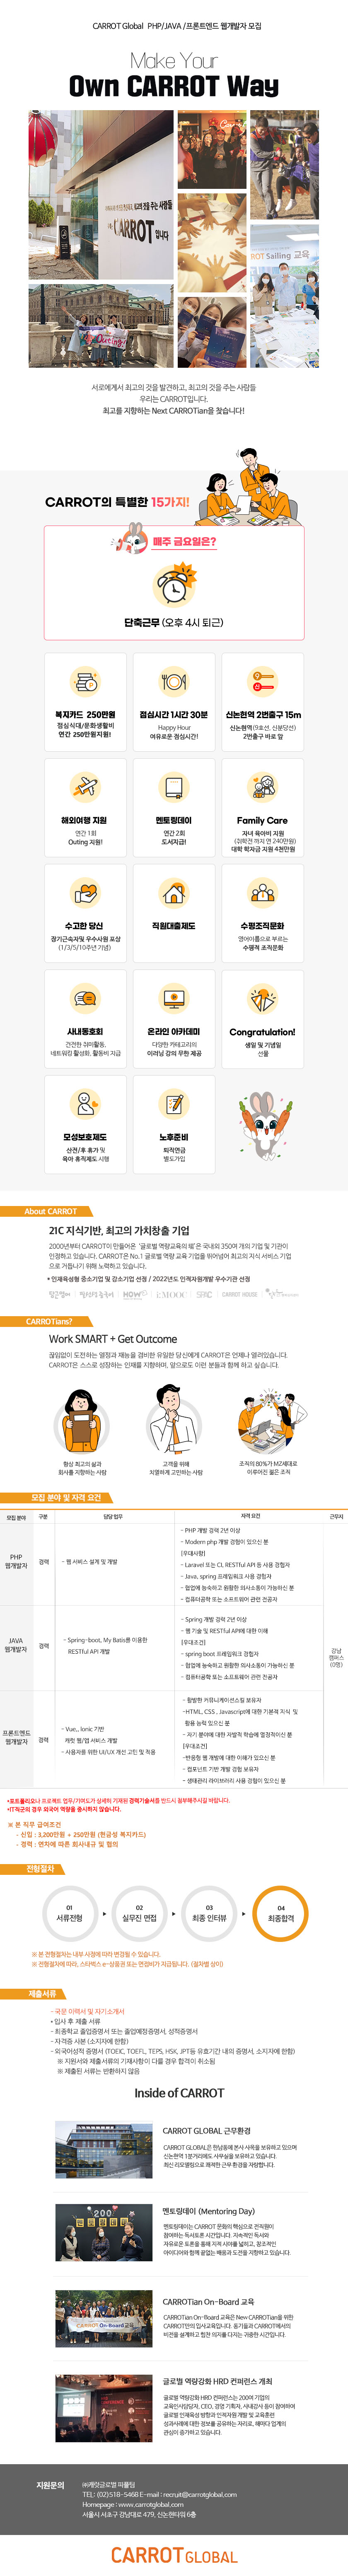 CARROT Global PHP/JAVA /프론트엔드 웹개발자 모집
Make Your
Own CARROT Way
CARROT
입니다
Outing!
ROT Sailing 교육
서로에게서 최고의 것을 발견하고, 최고의 것을 주는 사람들
우리는 CARROT입니다.
최고를 지향하는 Next CARROTian을 찾습니다!
CARROT의 특별한 15가지!
매주 금요일은?
단축근무 (오후 4시 퇴근)
복지카드 250만원
점심식대/문화생활비
연간 250만원지원!
점심시간 1시간 30분
Happy Hour
여유로운 점심시간!
신논현역 2번출구 15m
신논현역(9호선, 신분당선)
2번출구 바로 앞
해외여행 지원
연간 1회
Outing 지원!
멘토링데이
연간 2회
도서지급!
Family Care
자녀 육아비 지원
(취학전 까지 연 240만원)
대학 학자금 지원 4천만원
수고한 당신
장기근속자및 우수사원 포상
(1/3/5/10주년 기념)
직원대출제도
수평조직문화
영어이름으로 부르는
수평적 조직문화
사내동호회
건전한 취미활동,
네트워킹 활성화, 활동비 지급
온라인 아카데미
다양한 카테고리의
이러닝 강의 무한 제공
Congratulation!
생일 및 기념일
선물
모성보호제도
산전/후 휴가 및
육아 휴직제도 시행
노후준비
퇴직연금
별도가입
About CARROT
21C 지식기반, 최고의 가치창출 기업
2000년부터 CARROT이 만들어온 '글로벌 역량교육의 혜'은 국내외 350여 개의 기업 및 기관이
인정하고 있습니다. CARROT은 No.1 글로벌 역량 교육 기업을 뛰어넘어 최고의 지식 서비스 기업
으로 거듭나기 위해 노력하고 있습니다.
• 인재육성형 중소기업 및 강소기업 선정 / 2022년도 인적자원개발 우수기관 선정
CARROT HOUSE
CARROTians?
Work SMART + Get Outcome
끊임없이 도전하는 열정과 재능을 겸비한 유일한 당신에게 CARROT은 언제나 열려있습니다.
CARROT은 스스로 성장하는 인재를 지향하며, 앞으로도 이런 분들과 함께 하고 싶습니다.
항상 최고의 삶과
회사를 지향하는 사람
고객을 위해
치열하게 고민하는 사람
조직의 80%가 MZ세대로
이루어진 젊은 조직
모집 분야 및 자격 요건
모집 분야 구분 담당 업무 자격 요건 근무지
PHP
웹개발자
경력
- 웹 서비스 설계 및 개발
- PHP 개발 경력 2년 이상
- Modern php 개발 경험이 있으신 분
[우대사항]
- Laravel 또는 CI, RESTful API 등 사용 경험자
- Java, spring 프레임워크 사용 경험자
- 협업에 능숙하고 원활한 의사소통이 가능하신 분
- 컴퓨터공학 또는 소프트웨어 관련 전공자
JAVA
웹개발자
경력
- Spring-boot, My Batis를 이용한
RESTful API 개발
- Spring 개발 경력 2년 이상
- 웹 기술 및 RESTful API에 대한 이해
[우대조건]
- spring boot 프레임워크 경험자
- 협업에 능숙하고 원활한 의사소통이 가능하신 분
- 컴퓨터공학 또는 소프트웨어 관련 전공자
강남
캠퍼스
(0명)
프론트엔드
웹개발자
경력
- Vue,, Ionic 기반
캐럿 웹/앱 서비스 개발
- 사용자를 위한 UI/UX 개선 고민 및 적용
- 활발한 커뮤니케이션스킬 보유자
-HTML, CSS , Javascript에 대한 기본적 지식 및
활용 능력 있으신 분
- 자기 분야에 대한 자발적 학습에 열정적이신 분
[우대조건]
-반응형 웹 개발에 대한 이해가 있으신 분
- 컴포넌트 기반 개발 경험 보유자
- 생태관리 라이브러리 사용 경험이 있으신 분
•포트폴리오나 프로젝트 업무/기여도가 상세히 기재된 경력기술서를 반드시 첨부해주시길 바랍니다.
•IT직군의 경우 외국어 역량을 중시하지 않습니다.
※ 본 직무 급여조건
- 신입 : 3,200만원 + 250만원 (현금성 복지카드)
- 경력 : 면차에 따른 회사내규 및 협의
전형절차
01
서류전형
02
실무진 면접
03
최종 인터뷰
04
최종합격
※ 본 전형절차는 내부 사정에 따라 변경될 수 있습니다.
※ 전형절차에 따라, 스타벅스 e-상품권 또는 면접비가 지급됩니다. (절차별 상이)
제출서류
- 국문 이력서 및 자기소개서
• 입사 후 제출 서류
- 최종학교 졸업증명서 또는 졸업예정증명서, 성적증명서
- 자격증 사본 (소지자에 한함)
- 외국어성적 증명서 (TOEIC, TOEFL, TEPS, HSK, JPT등 유효기간 내의 증명서, 소지자에 한함)
※ 지원서와 제출서류의 기재사항이 다를 경우 합격이 취소됨
※ 제출된 서류는 반환하지 않음
Inside of CARROT
CARROT GLOBAL 근무환경
CARROT GLOBAL은 한남동에 본사 사옥을 보유하고 있으며
신논현역 1분거리에도 사무실을 보유하고 있습니다.
최신 리모델링으로 쾌적한 근무 환경을 자랑합니다.
200
멘토링데이 (Mentoring Day)
멘토링데이는 CARROT 문화의 핵심으로 전직원이
참여하는 독서토론 시간입니다. 지속적인 독서와
자유로운 토론을 통해 지적 시야를 넓히고, 창조적인
아이디어와 함께 끝없는 배움과 도전을 지향하고 있습니다.
CARROT On-Board교육
CARROTian On-Board 교육
CARROTian On-Board 교육은 New CARROTian을 위한
CARROT만의 입사교육입니다. 동기들과 CARROT에서의
비전을 설계하고 힘찬 의지를 다지는 귀중한 시간입니다.
글로벌 역량강화 HRD 컨퍼런스 개최
글로벌 역량강화 HRD 컨퍼런스는 200여 기업의
교육인사담당자, CEO, 경영 기획자, 사내강사 등이 참여하여
글로벌 인재육성 방향과 인적자원 개발 및 교육훈련
성과사례에 대한 정보를 공유하는 자리로, 해마다 업계의
관심이 증가하고 있습니다.
지원문의
㈜캐럿글로벌 피플팀
TEL : (02)518-5468 E-mail : recruit@carrotglobal.com
Homepage : www.carrotglobal.com
서울시 서초구 강남대로 479, 신논현타워 6층
CARROT GLOBAL